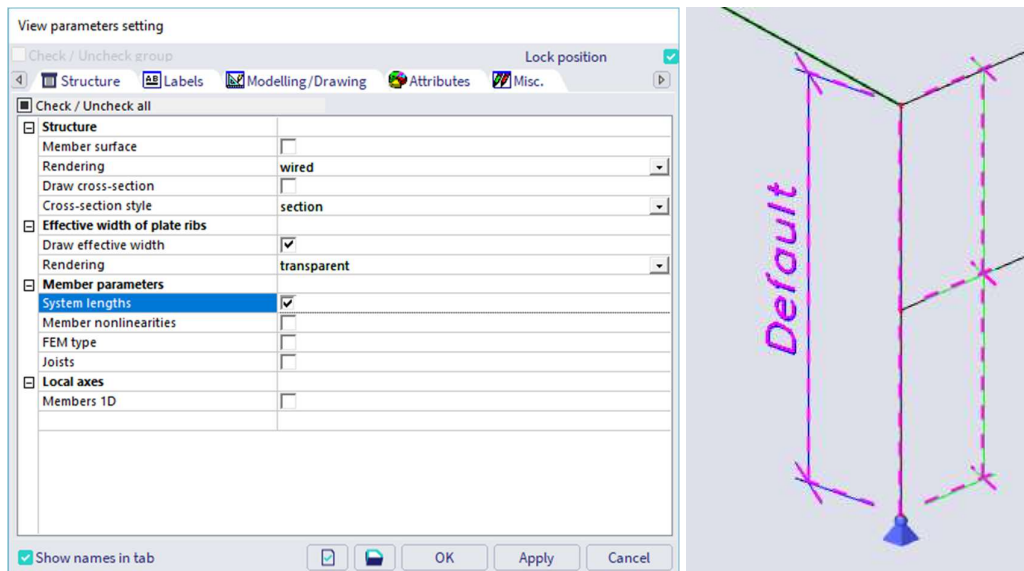 View parameters setting
Check / Uncheck group
Lock position
Structure
Labels
Modelling/Drawing
Attributes
Misc.
Check / Uncheck all
Structure
Member surface
Rendering wired
Draw cross-section
Cross-section style section
Effective width of plate ribs
Draw effective width
Rendering transparent
Member parameters
System lengths
Member nonlinearities
FEM type
Joists
Local axes
Members 1D
Show names in tab
OK
Apply
Cancel
Default